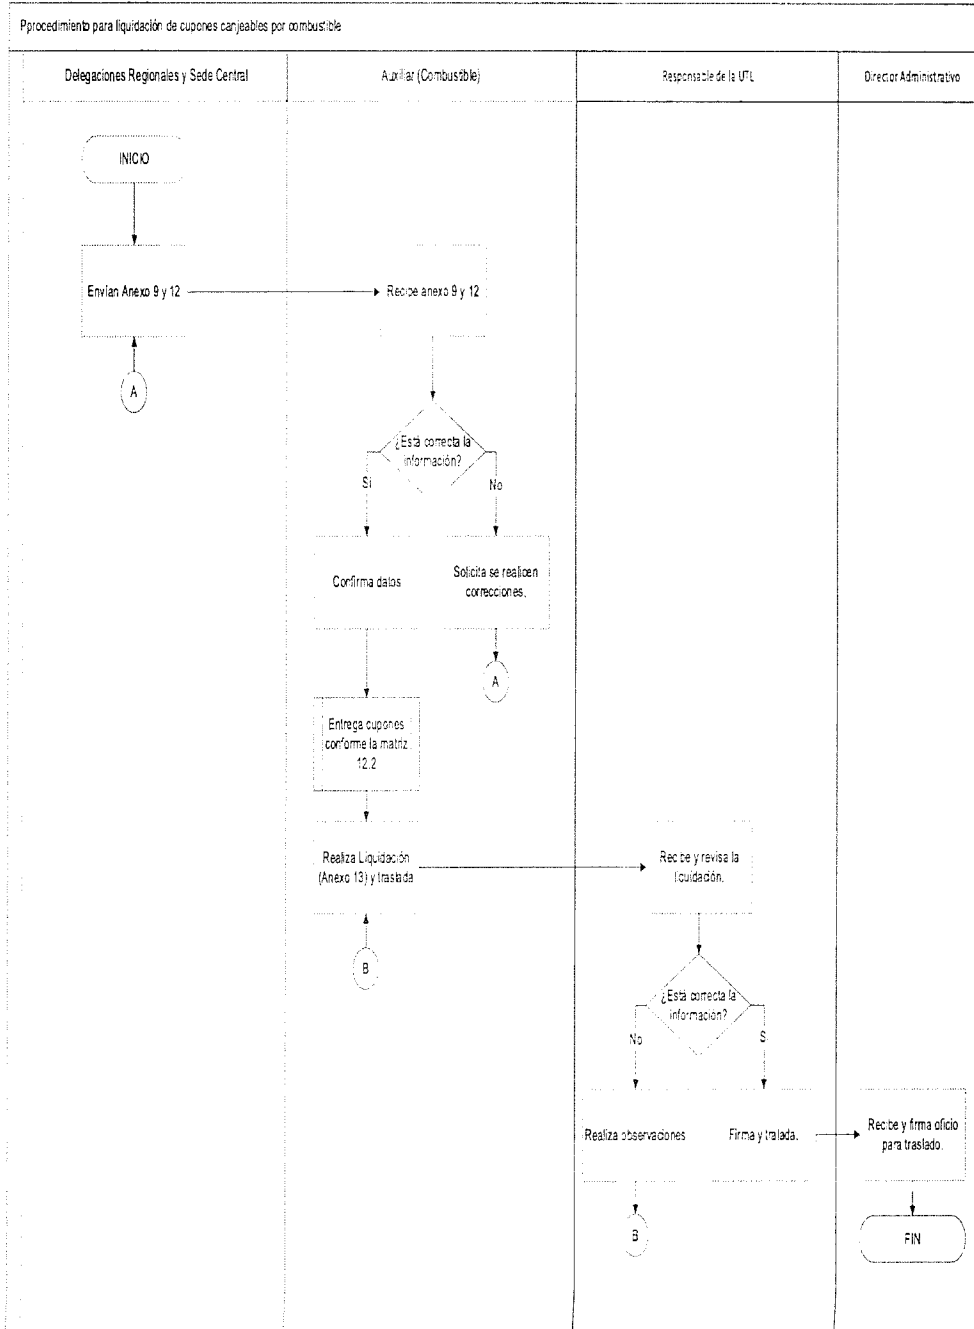 Pprocedimiento para liquidación de cupones canjeables por combustible
Delegaciones Regionales y Sede Central
Auxiliar (Combustible)
Responsable de la UTL
Director Administrativo
INICIO
Envían Anexo 9 y 12
Recibe anexo 9 y 12
A
¿Está correcta la
información?
Si
No
Confirma datos
Solicita se realicen
correcciones.
A
Entrega cupones
conforme la matriz
12.2
Realiza Liquidación
(Anexo 13) y traslada
Recibe y revisa la
liquidación.
B
¿Está correcta la
información?
No
Si
Realiza observaciones
Firma y tralada.
Recibe y firma oficio
para traslado.
B
FIN